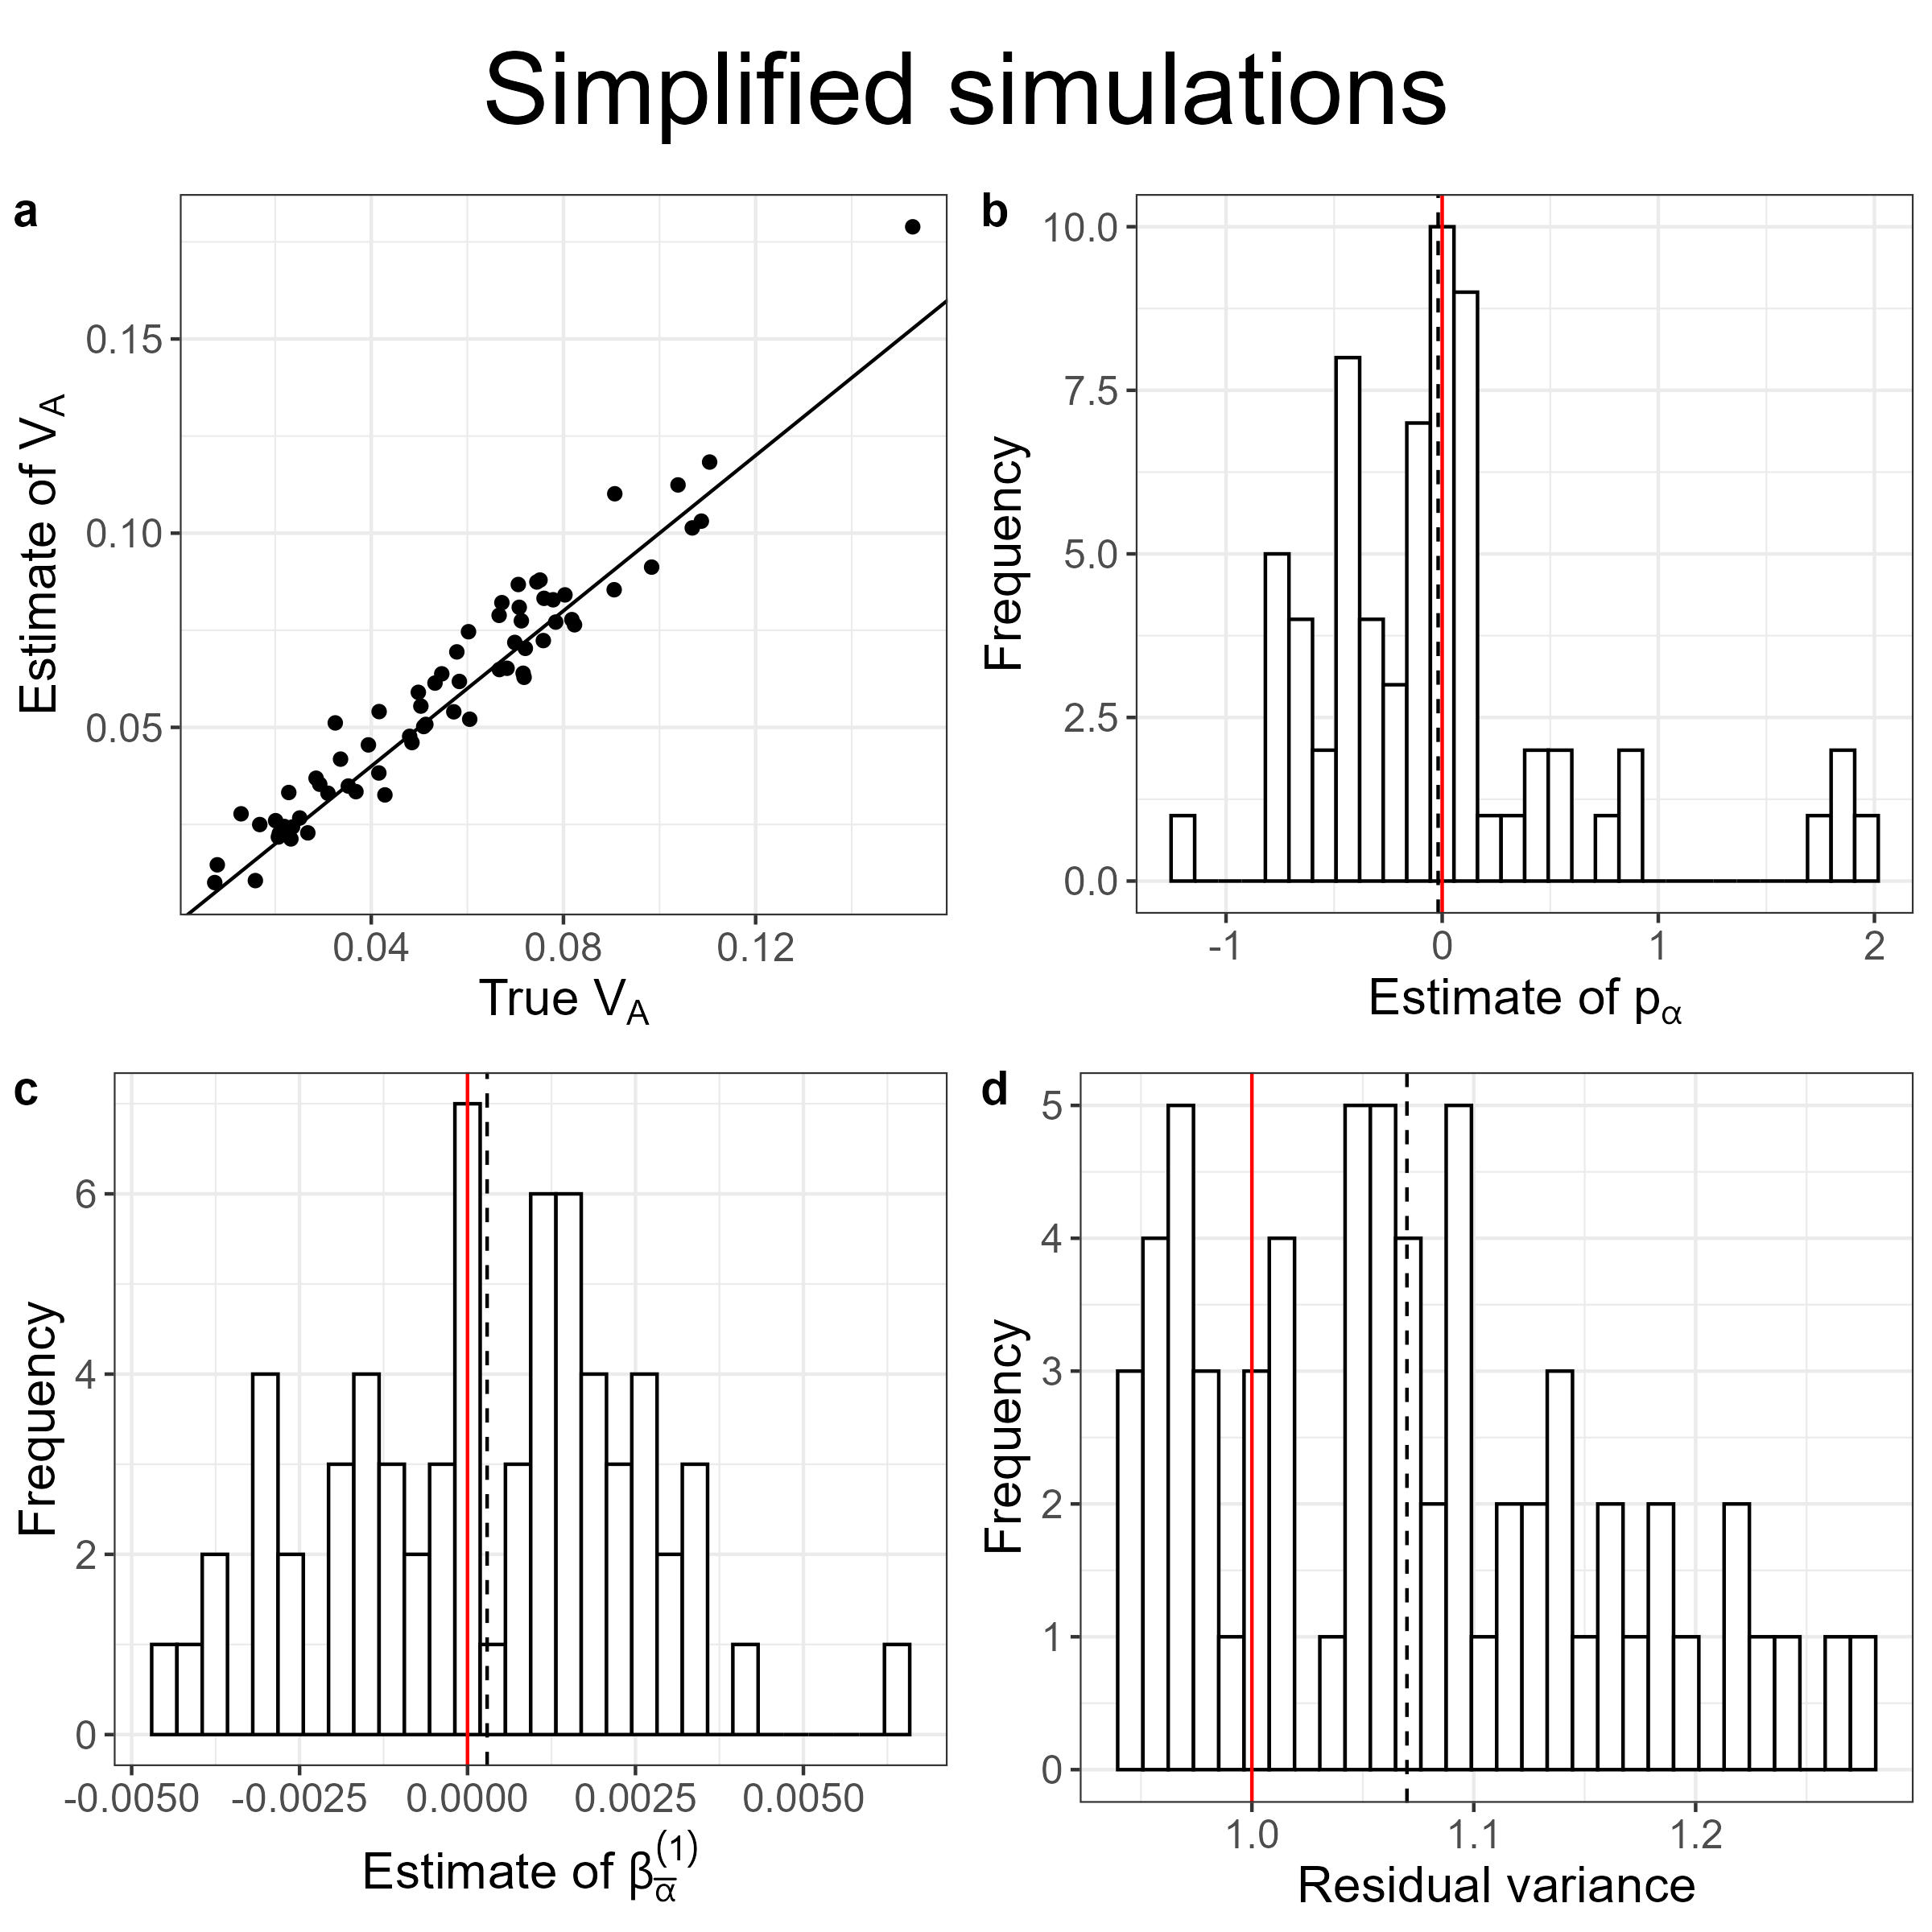 Simplified simulations
a
0.15
0.10
0.05
Estimate of V_A
0.04 0.08 0.12
True V_A
b
10.0
7.5
5.0
2.5
0.0
Frequency
-1 0 1 2
Estimate of p_α
c
6
4
2
0
Frequency
-0.0050 -0.0025 0.0000 0.0025 0.0050
Estimate of β_α̅^(1)
d
5
4
3
2
1
0
Frequency
1.0 1.1 1.2
Residual variance